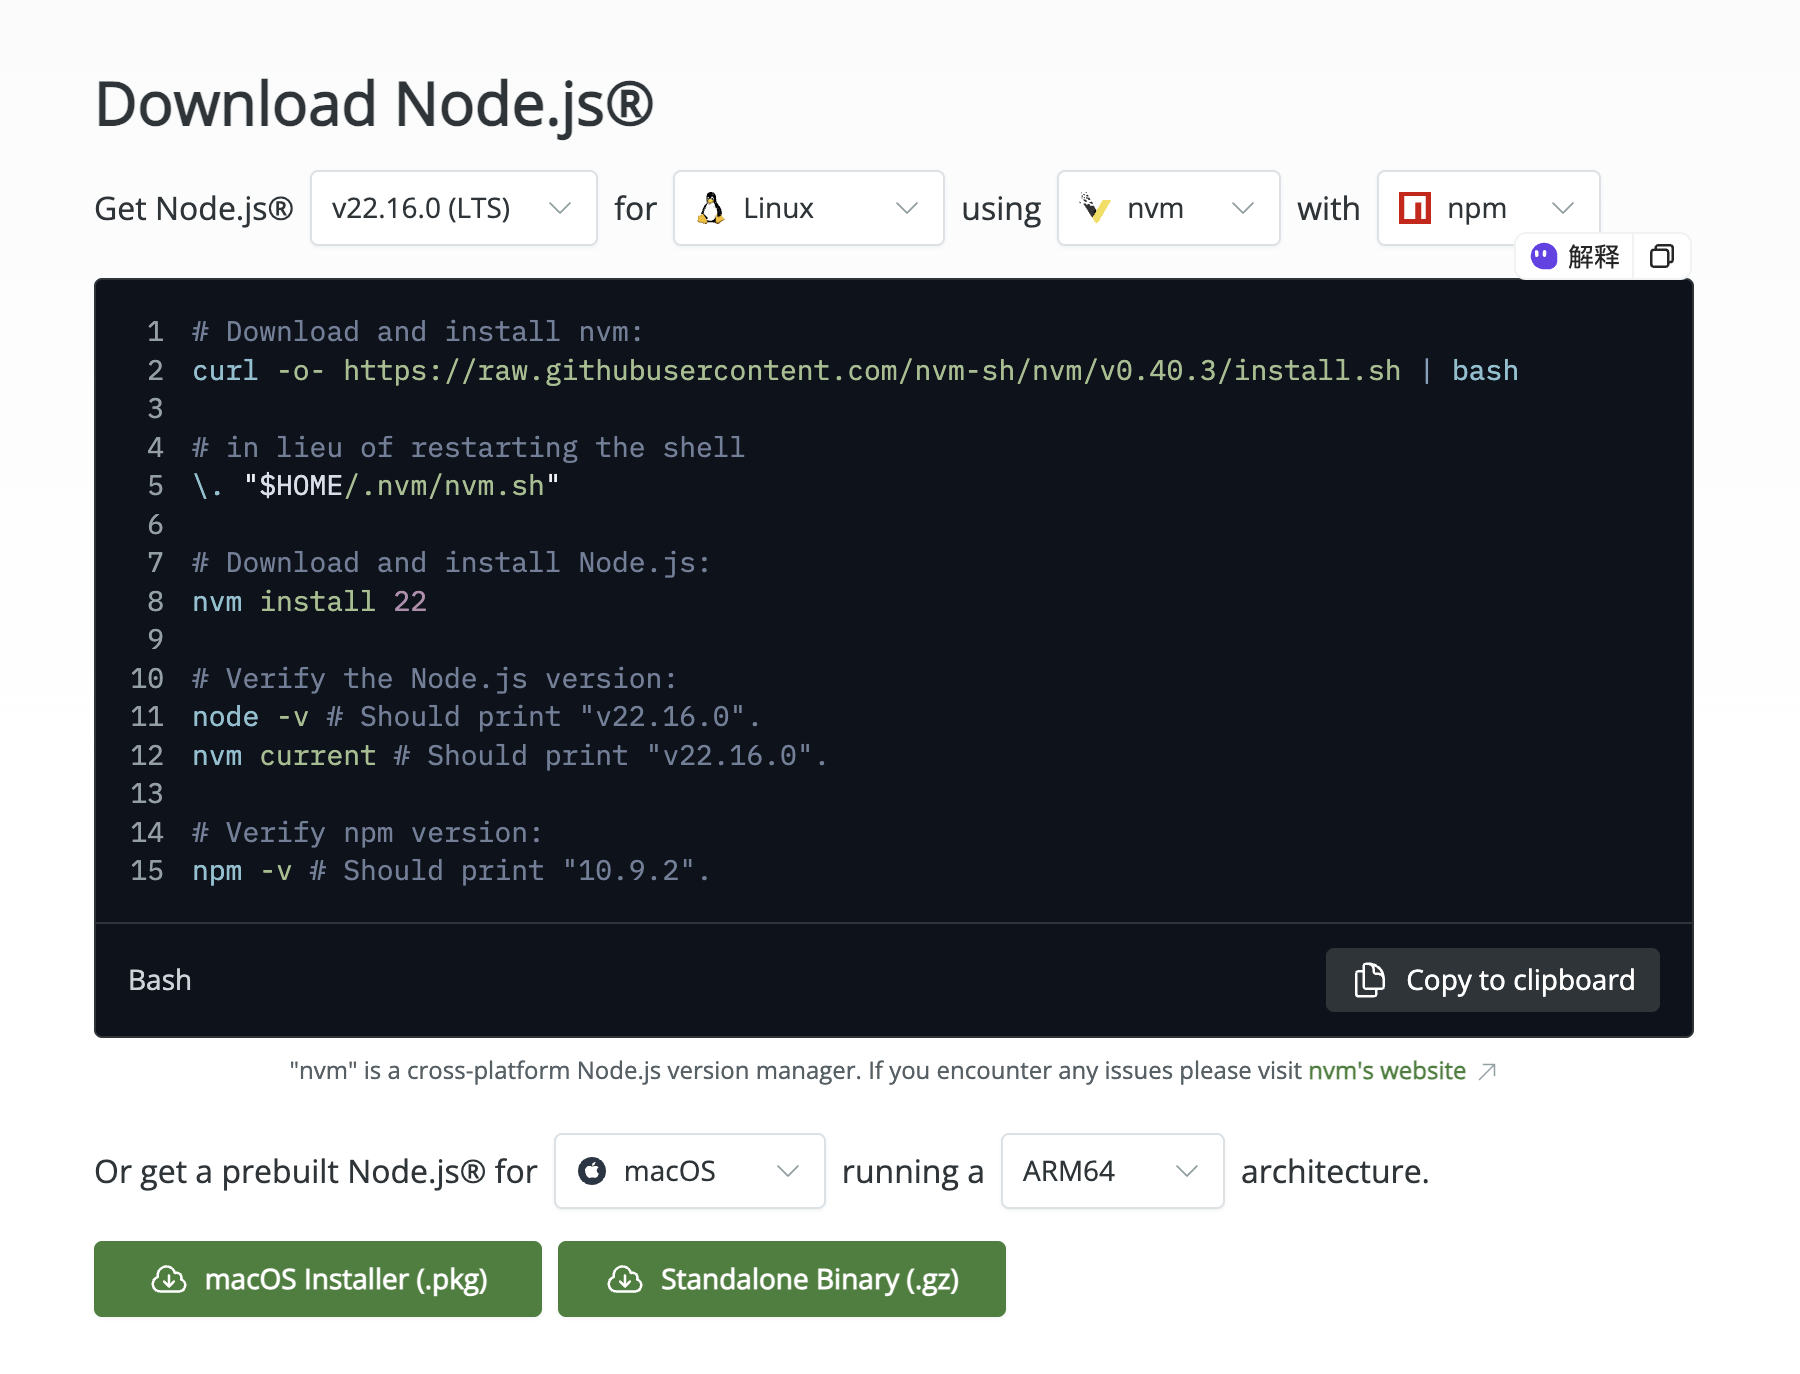 Download Node.js®
Get Node.js® v22.16.0 (LTS) for Linux using nvm with npm
解释
1 # Download and install nvm:
2 curl -o- https://raw.githubusercontent.com/nvm-sh/nvm/v0.40.3/install.sh | bash
3
4 # in lieu of restarting the shell
5 \. "$HOME/.nvm/nvm.sh"
6
7 # Download and install Node.js:
8 nvm install 22
9
10 # Verify the Node.js version:
11 node -v # Should print "v22.16.0".
12 nvm current # Should print "v22.16.0".
13
14 # Verify npm version:
15 npm -v # Should print "10.9.2".
Bash Copy to clipboard
"nvm" is a cross-platform Node.js version manager. If you encounter any issues please visit nvm's website
Or get a prebuilt Node.js® for macOS running a ARM64 architecture.
macOS Installer (.pkg) Standalone Binary (.gz)